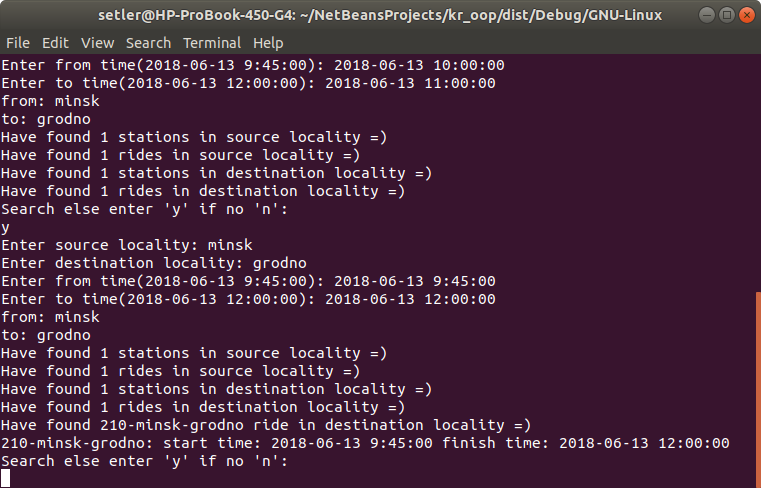 setler@HP-ProBook-450-G4: ~/NetBeansProjects/kr_oop/dist/Debug/GNU-Linux
File Edit View Search Terminal Help
Enter from time(2018-06-13 9:45:00): 2018-06-13 10:00:00
Enter to time(2018-06-13 12:00:00): 2018-06-13 11:00:00
from: minsk
to: grodno
Have found 1 stations in source locality =)
Have found 1 rides in source locality =)
Have found 1 stations in destination locality =)
Have found 1 rides in destination locality =)
Search else enter 'y' if no 'n':
y
Enter source locality: minsk
Enter destination locality: grodno
Enter from time(2018-06-13 9:45:00): 2018-06-13 9:45:00
Enter to time(2018-06-13 12:00:00): 2018-06-13 12:00:00
from: minsk
to: grodno
Have found 1 stations in source locality =)
Have found 1 rides in source locality =)
Have found 1 stations in destination locality =)
Have found 1 rides in destination locality =)
Have found 210-minsk-grodno ride in destination locality =)
210-minsk-grodno: start time: 2018-06-13 9:45:00 finish time: 2018-06-13 12:00:00
Search else enter 'y' if no 'n':